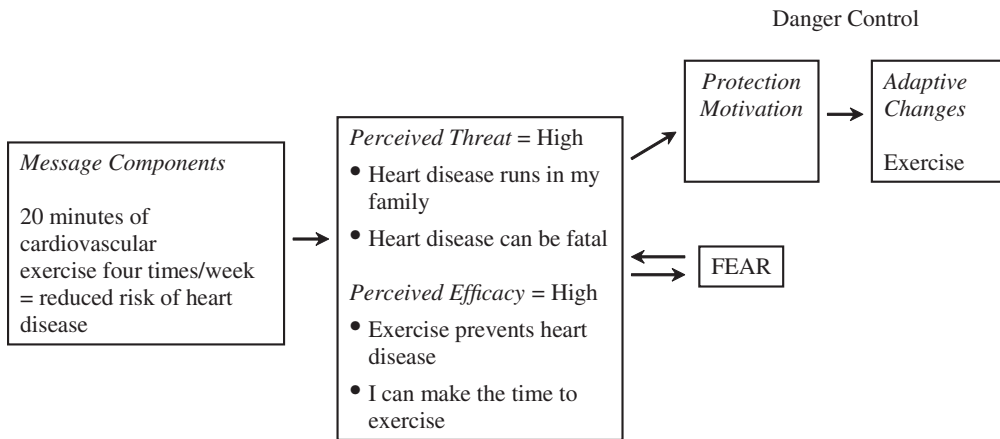 Danger Control
Message Components
20 minutes of
cardiovascular
exercise four times/week
= reduced risk of heart
disease
Perceived Threat = High
• Heart disease runs in my
family
• Heart disease can be fatal
Perceived Efficacy = High
• Exercise prevents heart
disease
• I can make the time to
exercise
Protection
Motivation
Adaptive
Changes
Exercise
FEAR